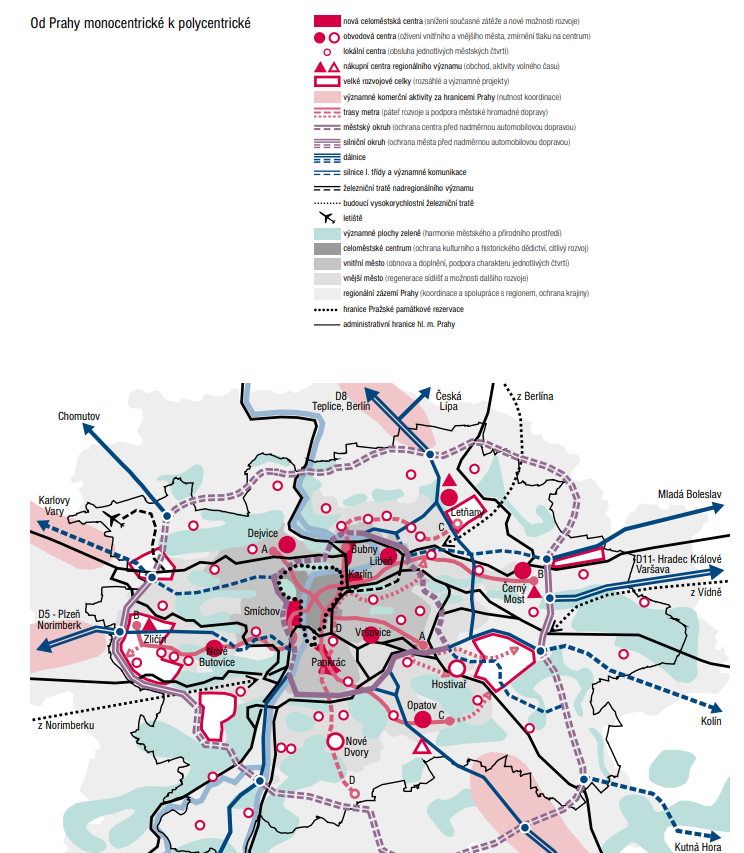 Od Prahy monocentrické k polycentrické
nová celoměstská centra (snížení současné zátěže a nové možnosti rozvoje)
obvodová centra (oživení vnitřního a vnějšího města, zmírnění tlaku na centrum)
lokální centra (obsluha jednotlivých městských čtvrtí)
nákupní centra regionálního významu (obchod, aktivity volného času)
velké rozvojové celky (rozsáhlé a významné projekty)
významné komerční aktivity za hranicemi Prahy (nutnost koordinace)
trasy metra (páteř rozvoje a podpora městské hromadné dopravy)
městský okruh (ochrana centra před nadměrnou automobilovou dopravou)
silniční okruh (ochrana města před nadměrnou automobilovou dopravou)
dálnice
silnice I. třídy a významné komunikace
železniční tratě nadregionálního významu
budoucí vysokorychlostní železniční tratě
letiště
významné plochy zeleně (harmonie městského a přírodního prostředí)
celoměstské centrum (ochrana kulturního a historického dědictví, citlivý rozvoj)
vnitřní město (obnova a doplnění, podpora charakteru jednotlivých čtvrtí)
vnější město (regenerace sídlišť a možnosti dalšího rozvoje)
regionální zázemí Prahy (koordinace a spolupráce s regionem, ochrana krajiny)
hranice Pražské památkové rezervace
administrativní hranice hl. m. Prahy
D8
Teplice, Berlín
Česká
Lípa
z Berlína
Chomutov
Karlovy
Vary
Mladá Boleslav
Letňany
C
Dejvice
A
Bubny
Libeň
Karlín
D11- Hradec Králové
Varšava
B
Černý
Most
z Vídně
D5 - Plzeň
Norimberk
Smíchov
B
Zličín
D
Vršovice
A
Nové
Butovice
Pankrác
Hostivař
Opatov
C
Kolín
z Norimberku
Nové
Dvory
D
Kutná Hora